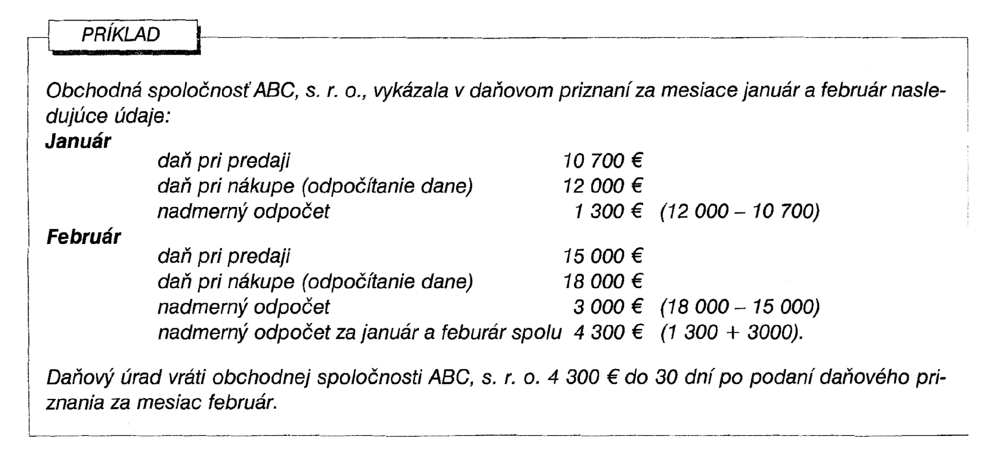 PRÍKLAD
Obchodná spoločnosť ABC, s. r. o., vykázala v daňovom priznaní za mesiace január a február nasle-
dujúce údaje:
Január
daň pri predaji 10 700 €
daň pri nákupe (odpočítanie dane) 12 000 €
nadmerný odpočet 1 300 € (12 000 – 10 700)
Február
daň pri predaji 15 000 €
daň pri nákupe (odpočítanie dane) 18 000 €
nadmerný odpočet 3 000 € (18 000 – 15 000)
nadmerný odpočet za január a feburár spolu 4 300 € (1 300 + 3000).
Daňový úrad vráti obchodnej spoločnosti ABC, s. r. o. 4 300 € do 30 dní po podaní daňového pri-
znania za mesiac február.